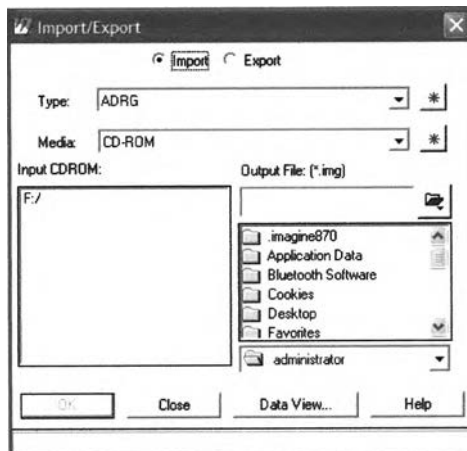 Import/Export
Import Export
Type: ADRG
Media: CD-ROM
Input CDROM: Output File: (*.img)
F:/
.imagine870
Application Data
Bluetooth Software
Cookies
Desktop
Favorites
administrator
OK Close Data View... Help